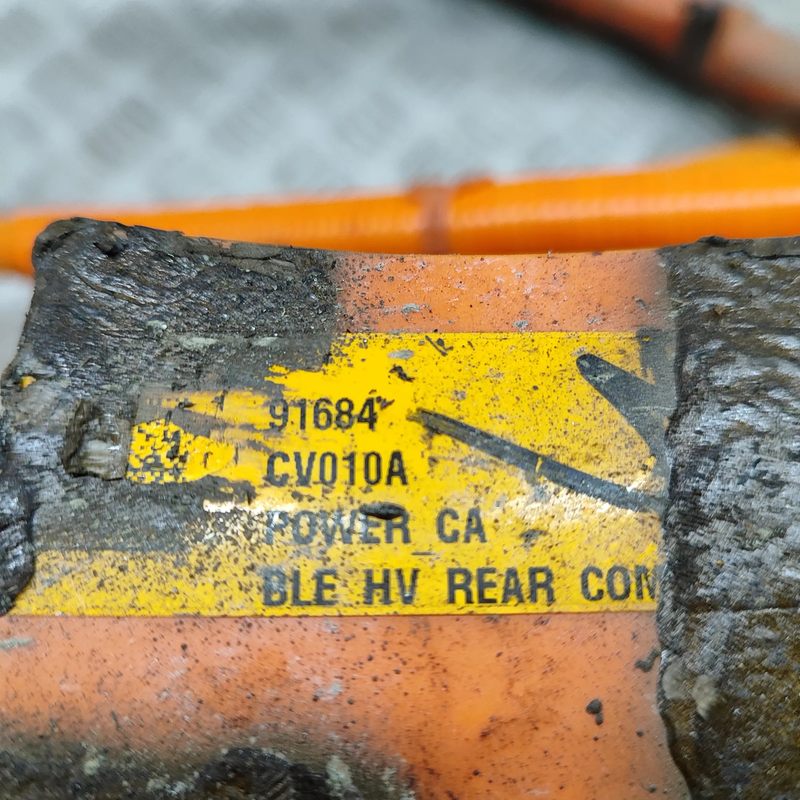 91684
CV010A
POWER CA
BLE HV REAR CON